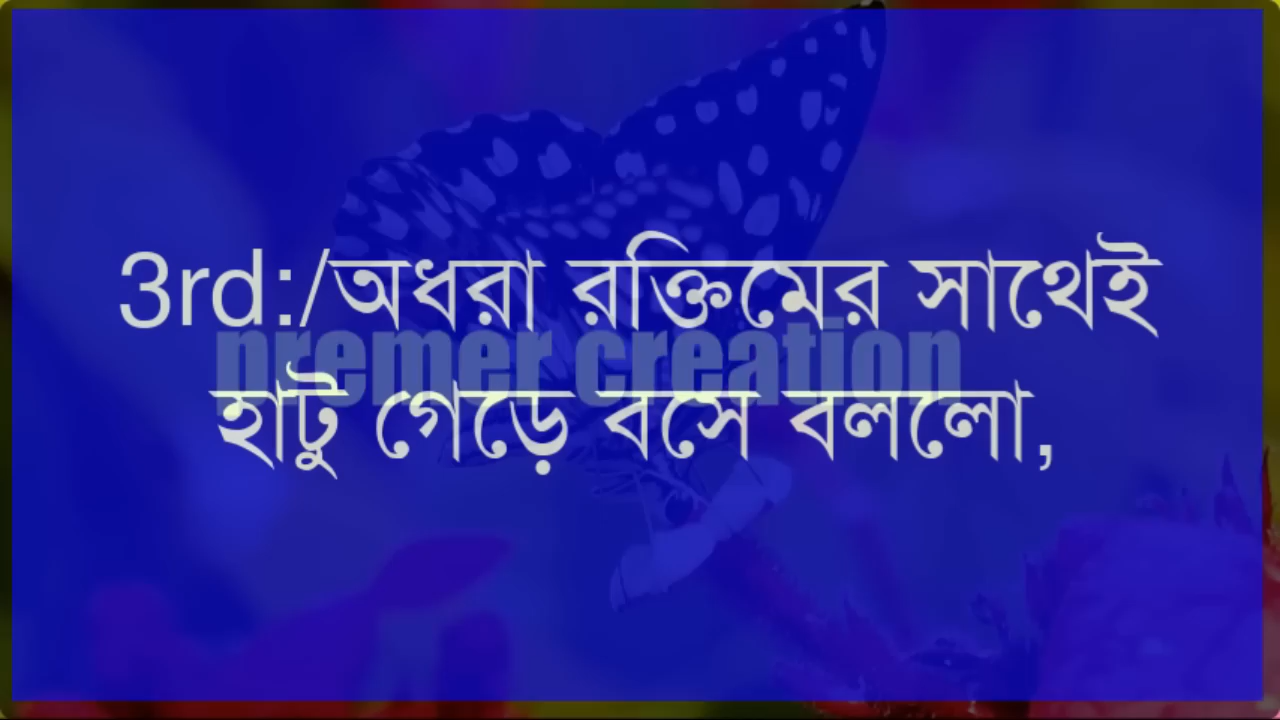 3rd:/অধরা রক্তিমের সাথেই
premer creation
হাটু গেড়ে বসে বললো,